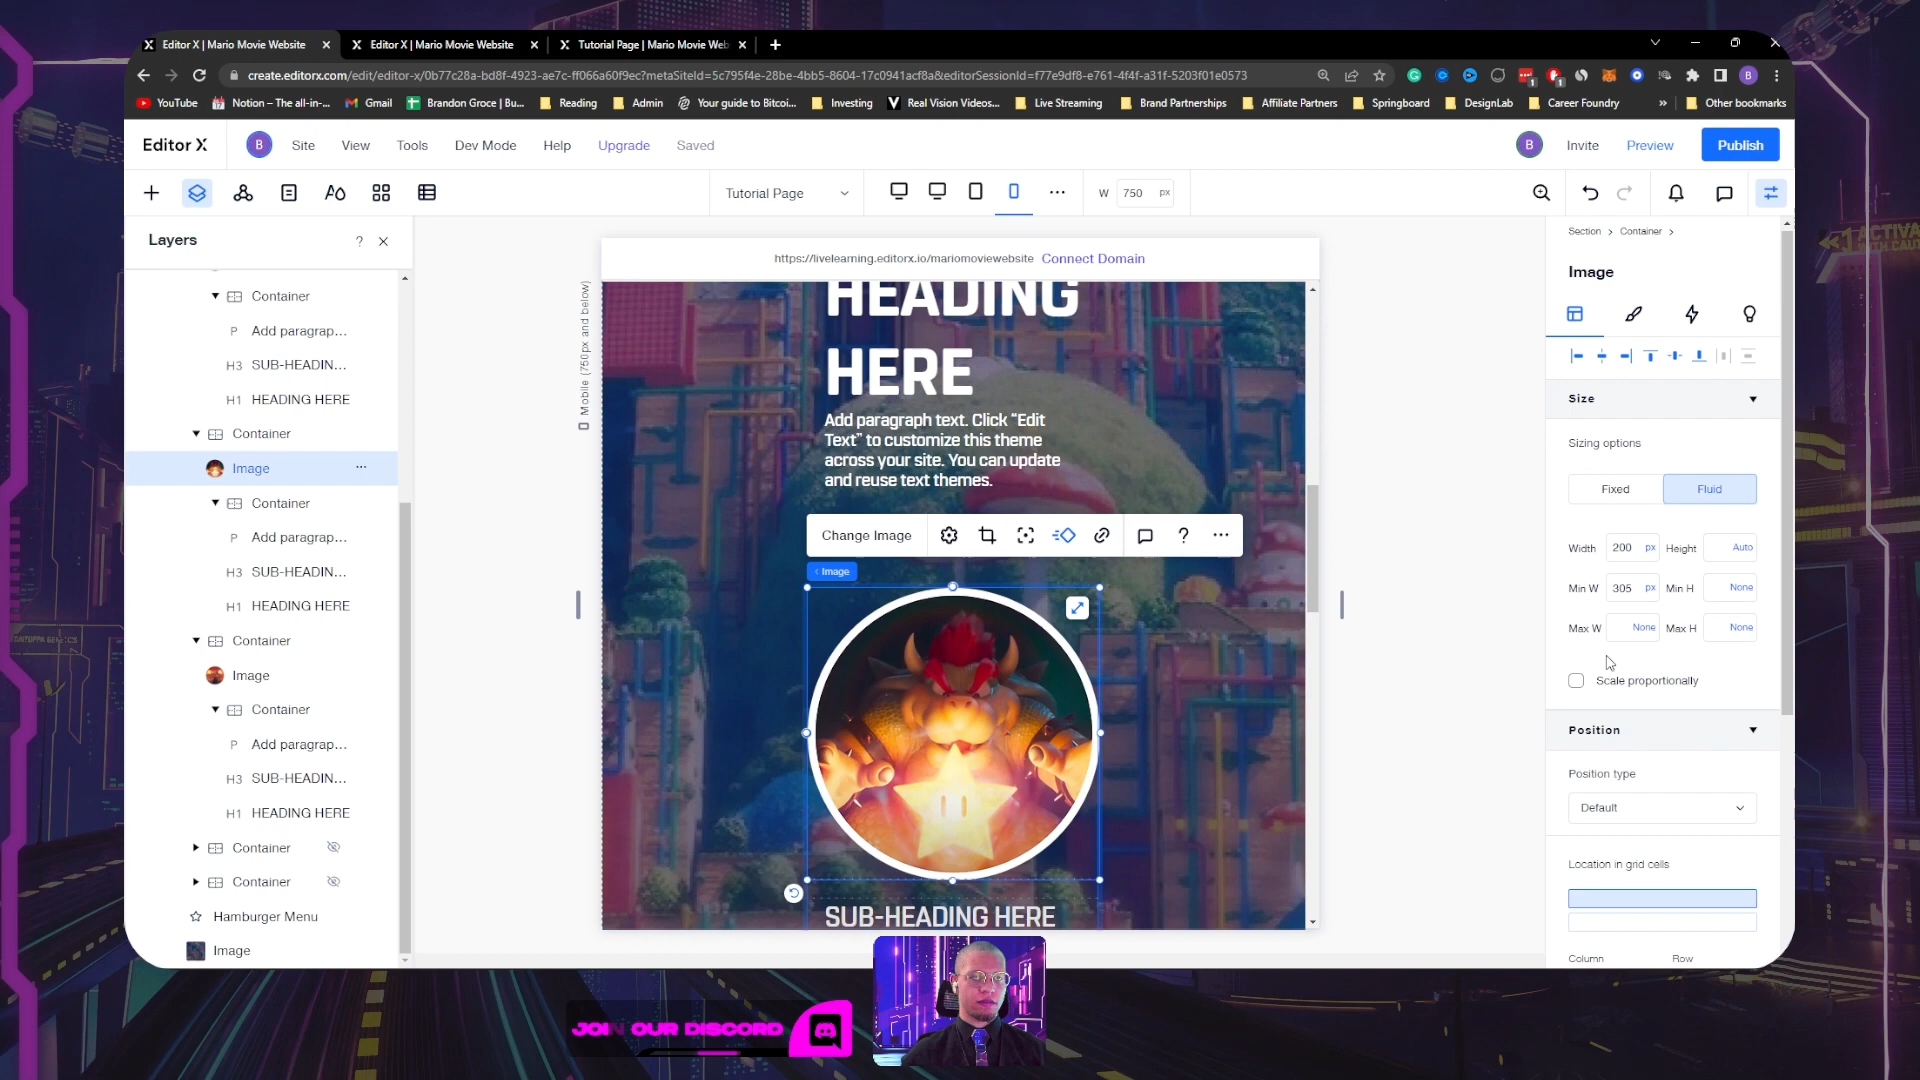 Editor X | Mario Movie Website
Editor X | Mario Movie Website
Tutorial Page | Mario Movie Web
create.editorx.com/edit/editor-x/0b77c28a-bd8f-4923-ae7c-ff066a60f9ec?metaSiteId=5c795f4e-28be-4bb5-8604-17c0941acf8a&editorSessionId=f77e9df8-e761-4f4f-a31f-5203f01e0573
YouTube
Notion – The all-in-...
Gmail
Brandon Groce | Bu...
Reading
Admin
Your guide to Bitcoi...
Investing
Real Vision Videos...
Live Streaming
Brand Partnerships
Affiliate Partners
Springboard
DesignLab
Career Foundry
»
Other bookmarks
Editor X
B
Site
View
Tools
Dev Mode
Help
Upgrade
Saved
B
Invite
Preview
Publish
Tutorial Page
W 750 px
Layers
?
Container
P Add paragrap...
H3 SUB-HEADIN...
H1 HEADING HERE
Container
Image
Container
P Add paragrap...
H3 SUB-HEADIN...
H1 HEADING HERE
Container
Image
Container
P Add paragrap...
H3 SUB-HEADIN...
H1 HEADING HERE
Container
Container
Hamburger Menu
Image
https://livelearning.editorx.io/mariomoviewebsite Connect Domain
Mobile (750px and below)
HEADING
HERE
Add paragraph text. Click “Edit
Text” to customize this theme
across your site. You can update
and reuse text themes.
Change Image
?
‹ Image
SUB-HEADING HERE
Section > Container >
Image
Size
Sizing options
Fixed
Fluid
Width 200 px Height Auto
Min W 305 px Min H None
Max W None Max H None
Scale proportionally
Position
Position type
Default
Location in grid cells
Column Row
JOIN OUR DISCORD